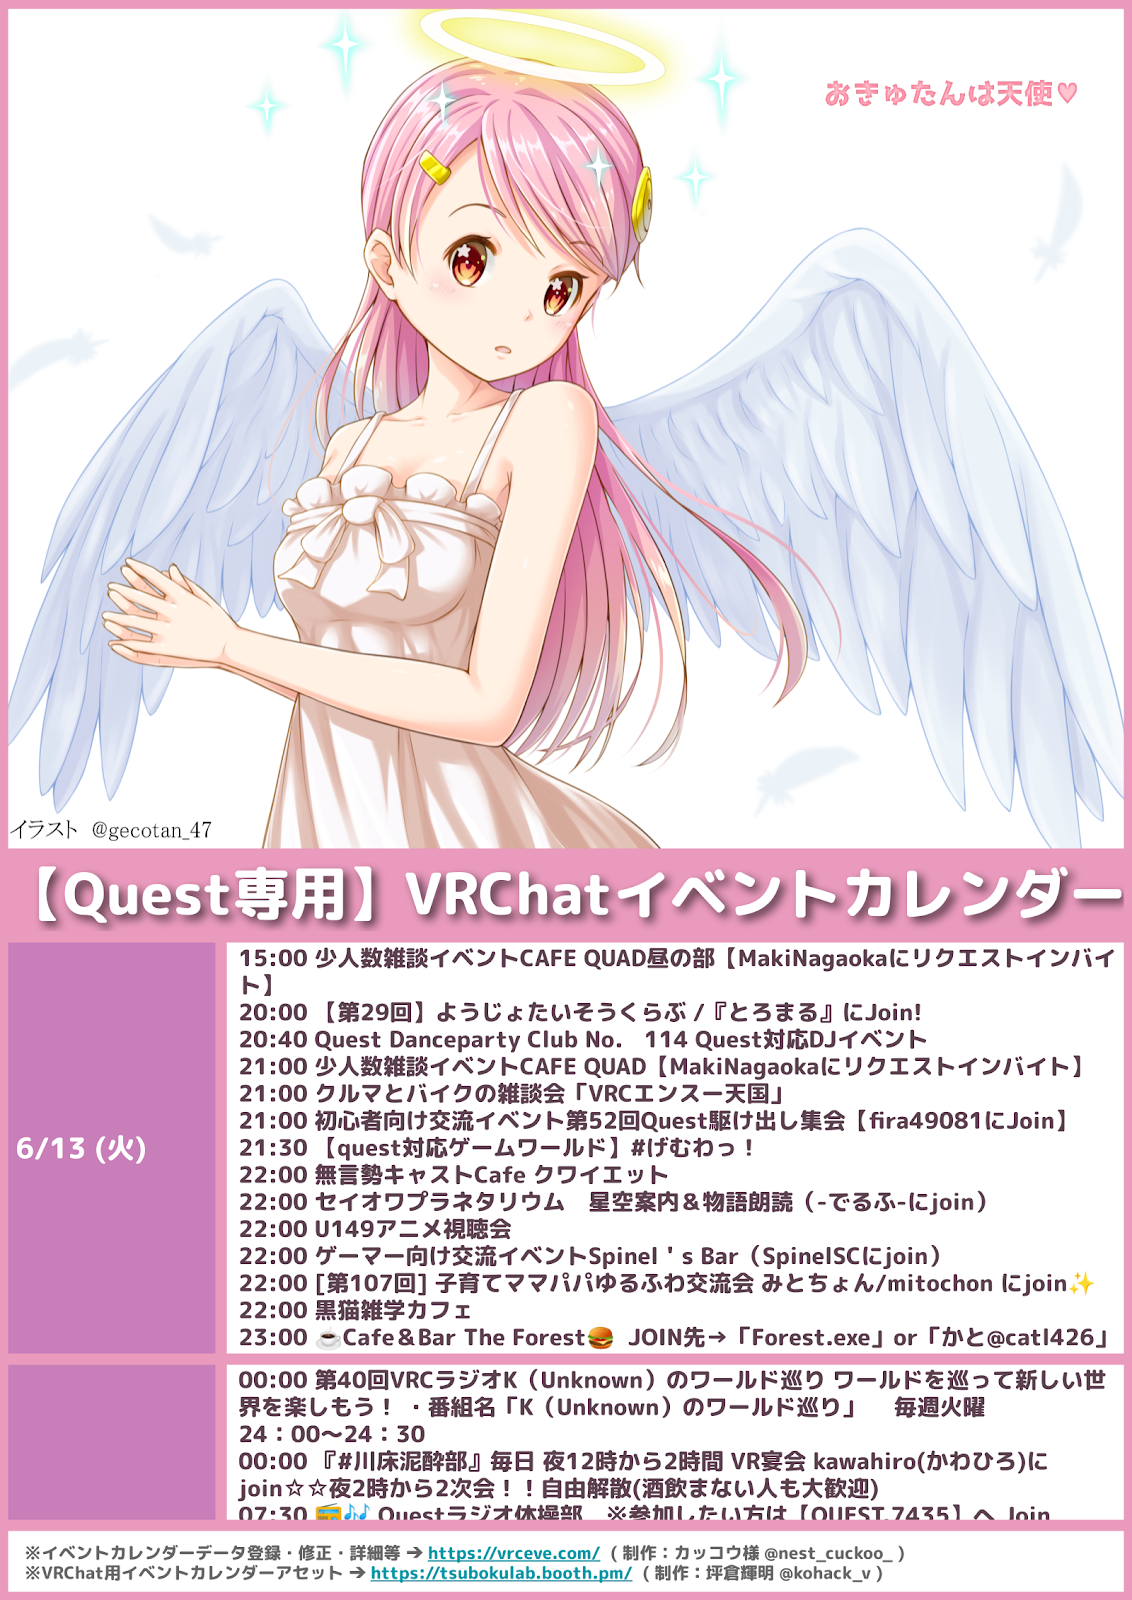 おきゅたんは天使♥
イラスト　@gecotan_47
【Quest専用】VRChatイベントカレンダー
6/13 (火)
15:00 少人数雑談イベントCAFE QUAD昼の部【MakiNagaokaにリクエストインバイ
ト】
20:00 【第29回】ようじょたいそうくらぶ /『とろまる』にJoin!
20:40 Quest Danceparty Club No.　114 Quest対応DJイベント
21:00 少人数雑談イベントCAFE QUAD【MakiNagaokaにリクエストインバイト】
21:00 クルマとバイクの雑談会「VRCエンスー天国」
21:00 初心者向け交流イベント第52回Quest駆け出し集会【fira49081にJoin】
21:30 【quest対応ゲームワールド】#げむわっ！
22:00 無言勢キャストCafe クワイエット
22:00 セイオワプラネタリウム　星空案内＆物語朗読（-でるふ-にjoin）
22:00 U149アニメ視聴会
22:00 ゲーマー向け交流イベントSpinel＇s Bar（SpinelSCにjoin）
22:00 [第107回] 子育てママパパゆるふわ交流会 みとちょん/mitochon にjoin✨
22:00 黒猫雑学カフェ
23:00 ☕Cafe＆Bar The Forest🍔 JOIN先→「Forest.exe」or「かと@catl426」
00:00 第40回VRCラジオK（Unknown）のワールド巡り ワールドを巡って新しい世
界を楽しもう！ ・番組名「K（Unknown）のワールド巡り」　毎週火曜
24：00〜24：30
00:00 『#川床泥酔部』毎日 夜12時から2時間 VR宴会 kawahiro(かわひろ)に
join☆☆夜2時から2次会！！自由解散(酒飲まない人も大歓迎)
07:30 📻🎶 Questラジオ体操部　※参加したい方は【QUEST.7435】へ Join
※イベントカレンダーデータ登録・修正・詳細等 ➔ https://vrceve.com/ （制作：カッコウ様 @nest_cuckoo_ ）
※VRChat用イベントカレンダーアセット ➔ https://tsubokulab.booth.pm/ （制作：坪倉輝明 @kohack_v ）